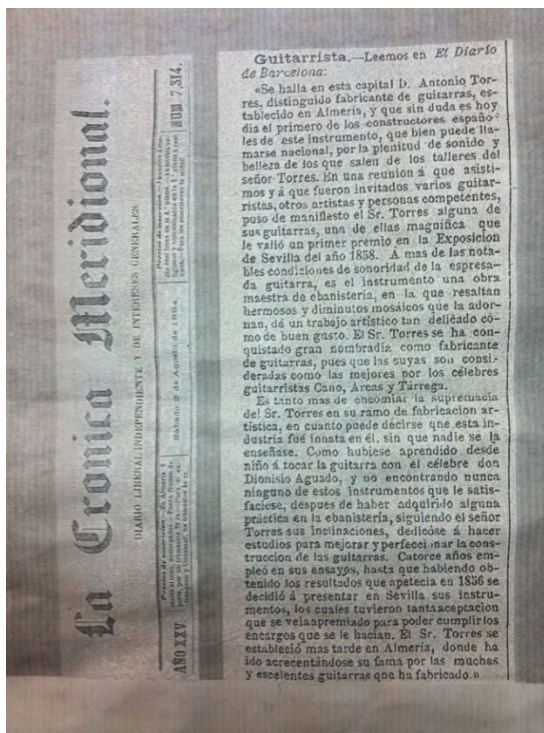 La Cronica Meridional.
DIARIO LIBERAL INDEPENDIENTE Y DE INTERESES GENERALES.
AÑO XXV
Sábado 2 de Agosto de 1884.
NUM. 7,314.
Guitarrista.—Leemos en El Diario
de Barcelona:
«Se halla en esta capital D. Antonio Tor-
res, distinguido fabricante de guitarras, es-
tablecido en Almería, y que sin duda es hoy
dia el primero de los constructores españo-
les de este instrumento, que bien puede lla-
marse nacional, por la plenitud de sonido y
belleza de los que salen de los talleres del
señor Torres. En una reunión á que asisti-
mos y á que fueron invitados varios guitar-
ristas, otros artistas y personas competentes,
puso de manifiesto el Sr. Torres alguna de
sus guitarras, una de ellas magnífica que
le valió un primer premio en la Exposicion
de Sevilla del año 1858. A mas de las nota-
bles condiciones de sonoridad de la espresa-
da guitarra, es el instrumento una obra
maestra de ebanistería, en la que resaltan
hermosos y diminutos mosáicos que la ador-
nan, de un trabajo artístico tan delicado có-
mo de buen gusto. El Sr. Torres se ha con-
quistado gran nombradía como fabricante
de guitarras, pues que las suyas son consi-
deradas como las mejores por los célebres
guitarristas Cano, Arcas y Tárrega.
Es tanto mas de encomiar la supremacia
del Sr. Torres en su ramo de fabricacion ar-
tística, en cuanto puede decirse que esta in-
dustria fué innata en él, sin que nadie se la
enseñase. Como hubiese aprendido desde
niño á tocar la guitarra con el célebre don
Dionisio Aguado, y no encontrando nunca
ninguno de estos instrumentos que le satis-
faciese, despues de haber adquirido alguna
práctica en la ebanistería, siguiendo el señor
Torres sus inclinaciones, dedicóse á hacer
estudios para mejorar y perfeccionar la cons-
truccion de las guitarras. Catorce años em-
pleó en sus ensayos, hasta que habiendo ob-
tenido los resultados que apetecia en 1856 se
decidió á presentar en Sevilla sus instru-
mentos, los cuales tuvieron tanta aceptacion
que se veia apremiado para poder cumplir los
encargos que se le hacian. El Sr. Torres se
estableció mas tarde en Almería, donde ha
ido acrecentándose su fama por las muchas
y escelentes guitarras que ha fabricado.»